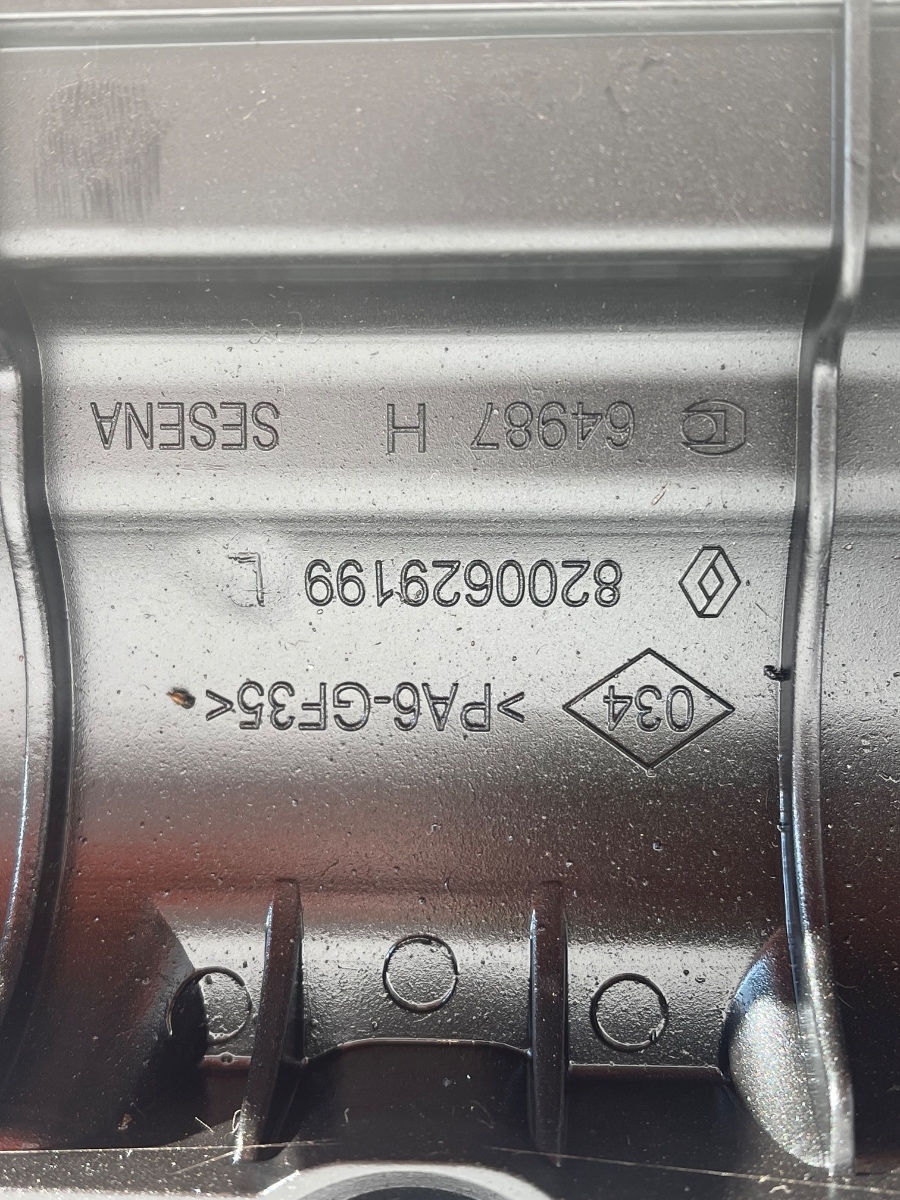 034 >PA6-GF35<
8200629199 L
64987 H SESENA